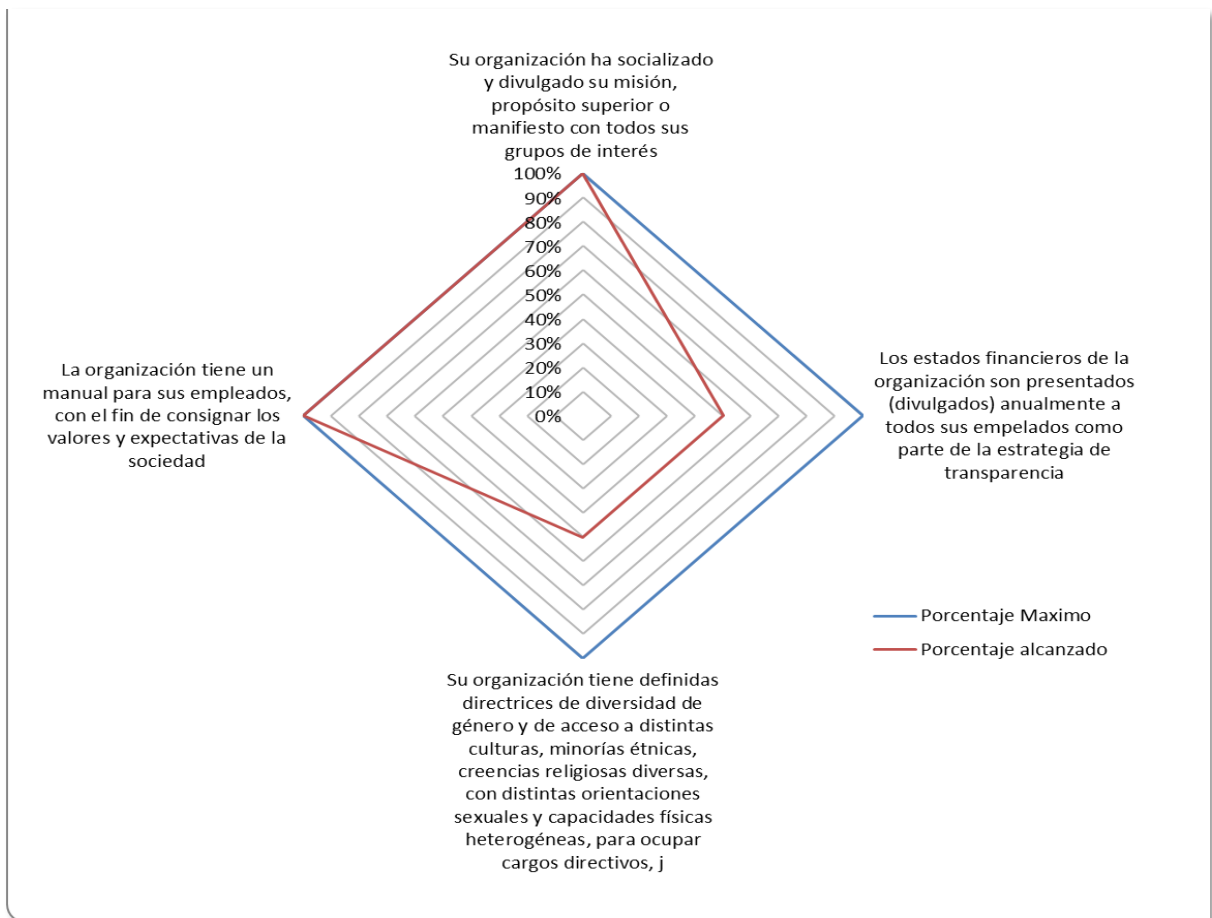 Su organización ha socializado
y divulgado su misión,
propósito superior o
manifiesto con todos sus
grupos de interés
100%
90%
80%
70%
60%
50%
40%
30%
20%
10%
0%
La organización tiene un
manual para sus empleados,
con el fin de consignar los
valores y expectativas de la
sociedad
Los estados financieros de la
organización son presentados
(divulgados) anualmente a
todos sus empelados como
parte de la estrategia de
transparencia
Porcentaje Maximo
Porcentaje alcanzado
Su organización tiene definidas
directrices de diversidad de
género y de acceso a distintas
culturas, minorías étnicas,
creencias religiosas diversas,
con distintas orientaciones
sexuales y capacidades físicas
heterogéneas, para ocupar
cargos directivos, j